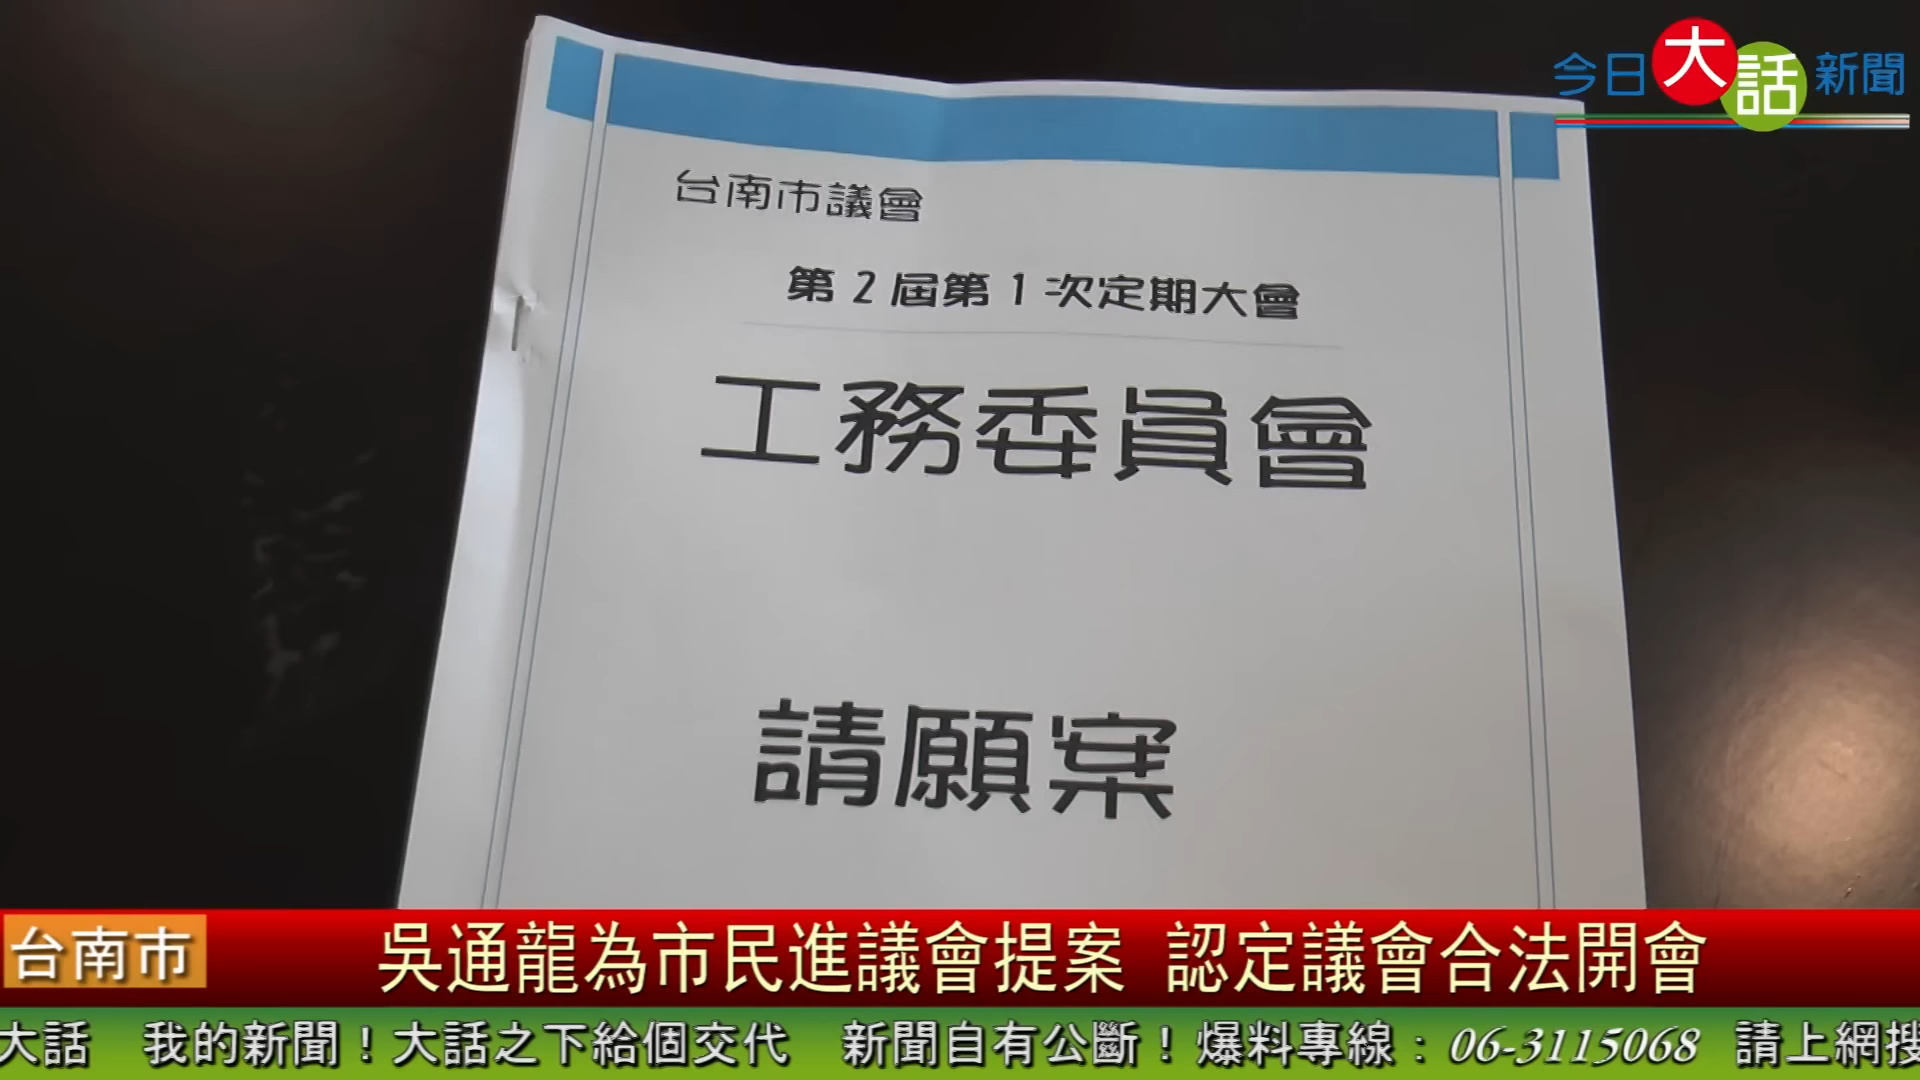 今日大話新聞
台南市議會
第2屆第1次定期大會
工務委員會
請願案
台南市
吳通龍為市民進議會提案 認定議會合法開會
大話 我的新聞！大話之下給個交代 新聞自有公斷！爆料專線：06-3115068 請上網搜